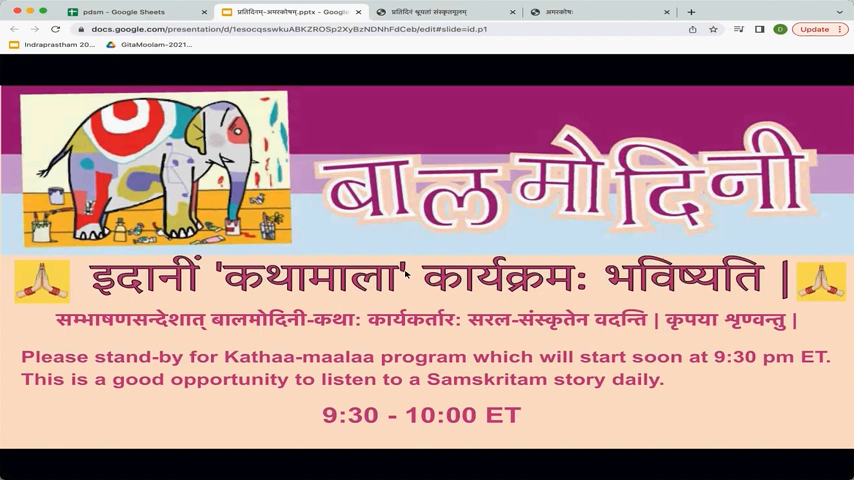 pdsm - Google Sheets
प्रतिदिनम्-अमरकोषम्.pptx - Google
प्रतिदिनं श्रूयतां संस्कृतमूलम्
अमरकोषः
docs.google.com/presentation/d/1esocqsswkuABKZROSp2XyBzNDNhFdCeb/edit#slide=id.p1
D
Update
Indraprastham 20...
GitaMoolam-2021...
बालमोदिनी
इदानीं 'कथामाला' कार्यक्रमः भविष्यति |
सम्भाषणसन्देशात् बालमोदिनी-कथाः कार्यकर्तारः सरल-संस्कृतेन वदन्ति | कृपया शृण्वन्तु |
Please stand-by for Kathaa-maalaa program which will start soon at 9:30 pm ET.
This is a good opportunity to listen to a Samskritam story daily.
9:30 - 10:00 ET